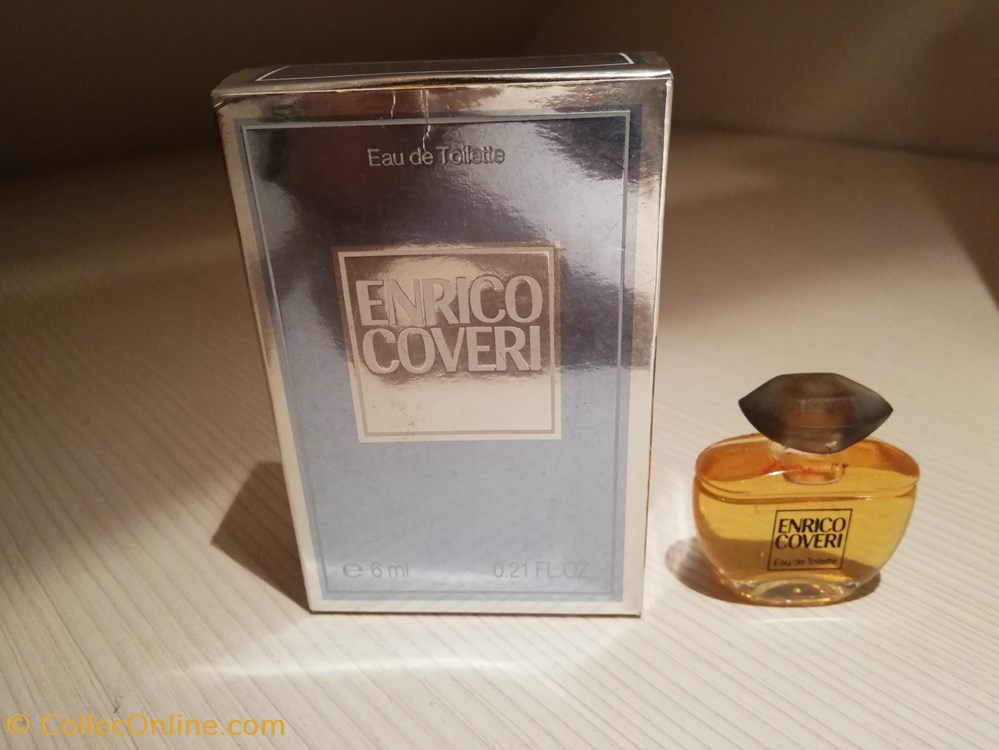 Eau de Toilette
ENRICO
COVERI
e 6 ml 0.21 FL.OZ
ENRICO
COVERI
Eau de Toilette
© CollecOnline.com